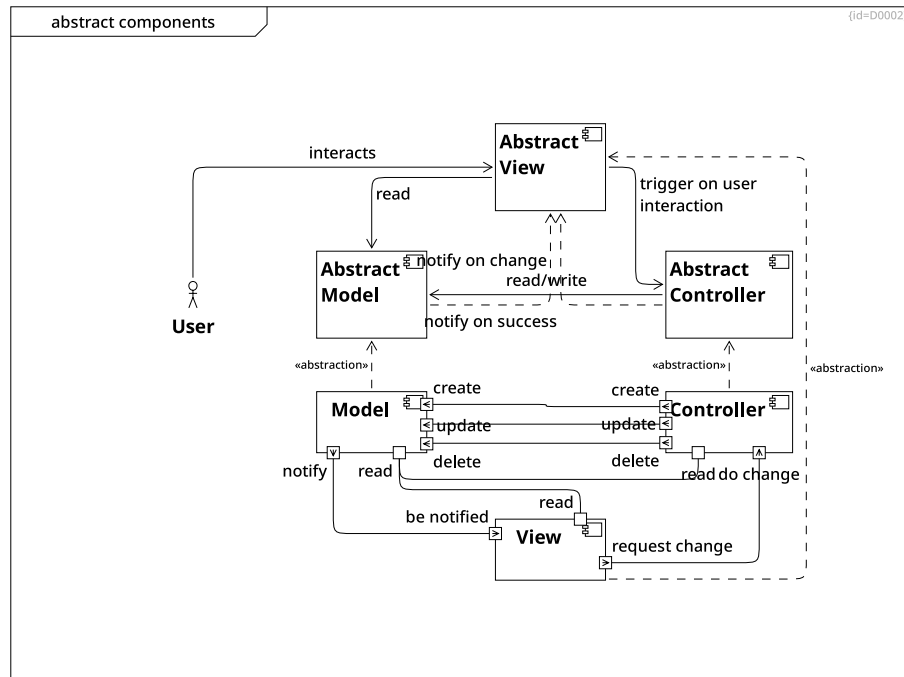 abstract components
{id=D0002
Abstract
View
interacts
read
trigger on user
interaction
Abstract
Model
notify on change
read/write
notify on success
Abstract
Controller
User
«abstraction»
«abstraction»
«abstraction»
Model
create
create
Controller
update
update
delete
delete
notify
read
read
do change
read
be notified
View
request change